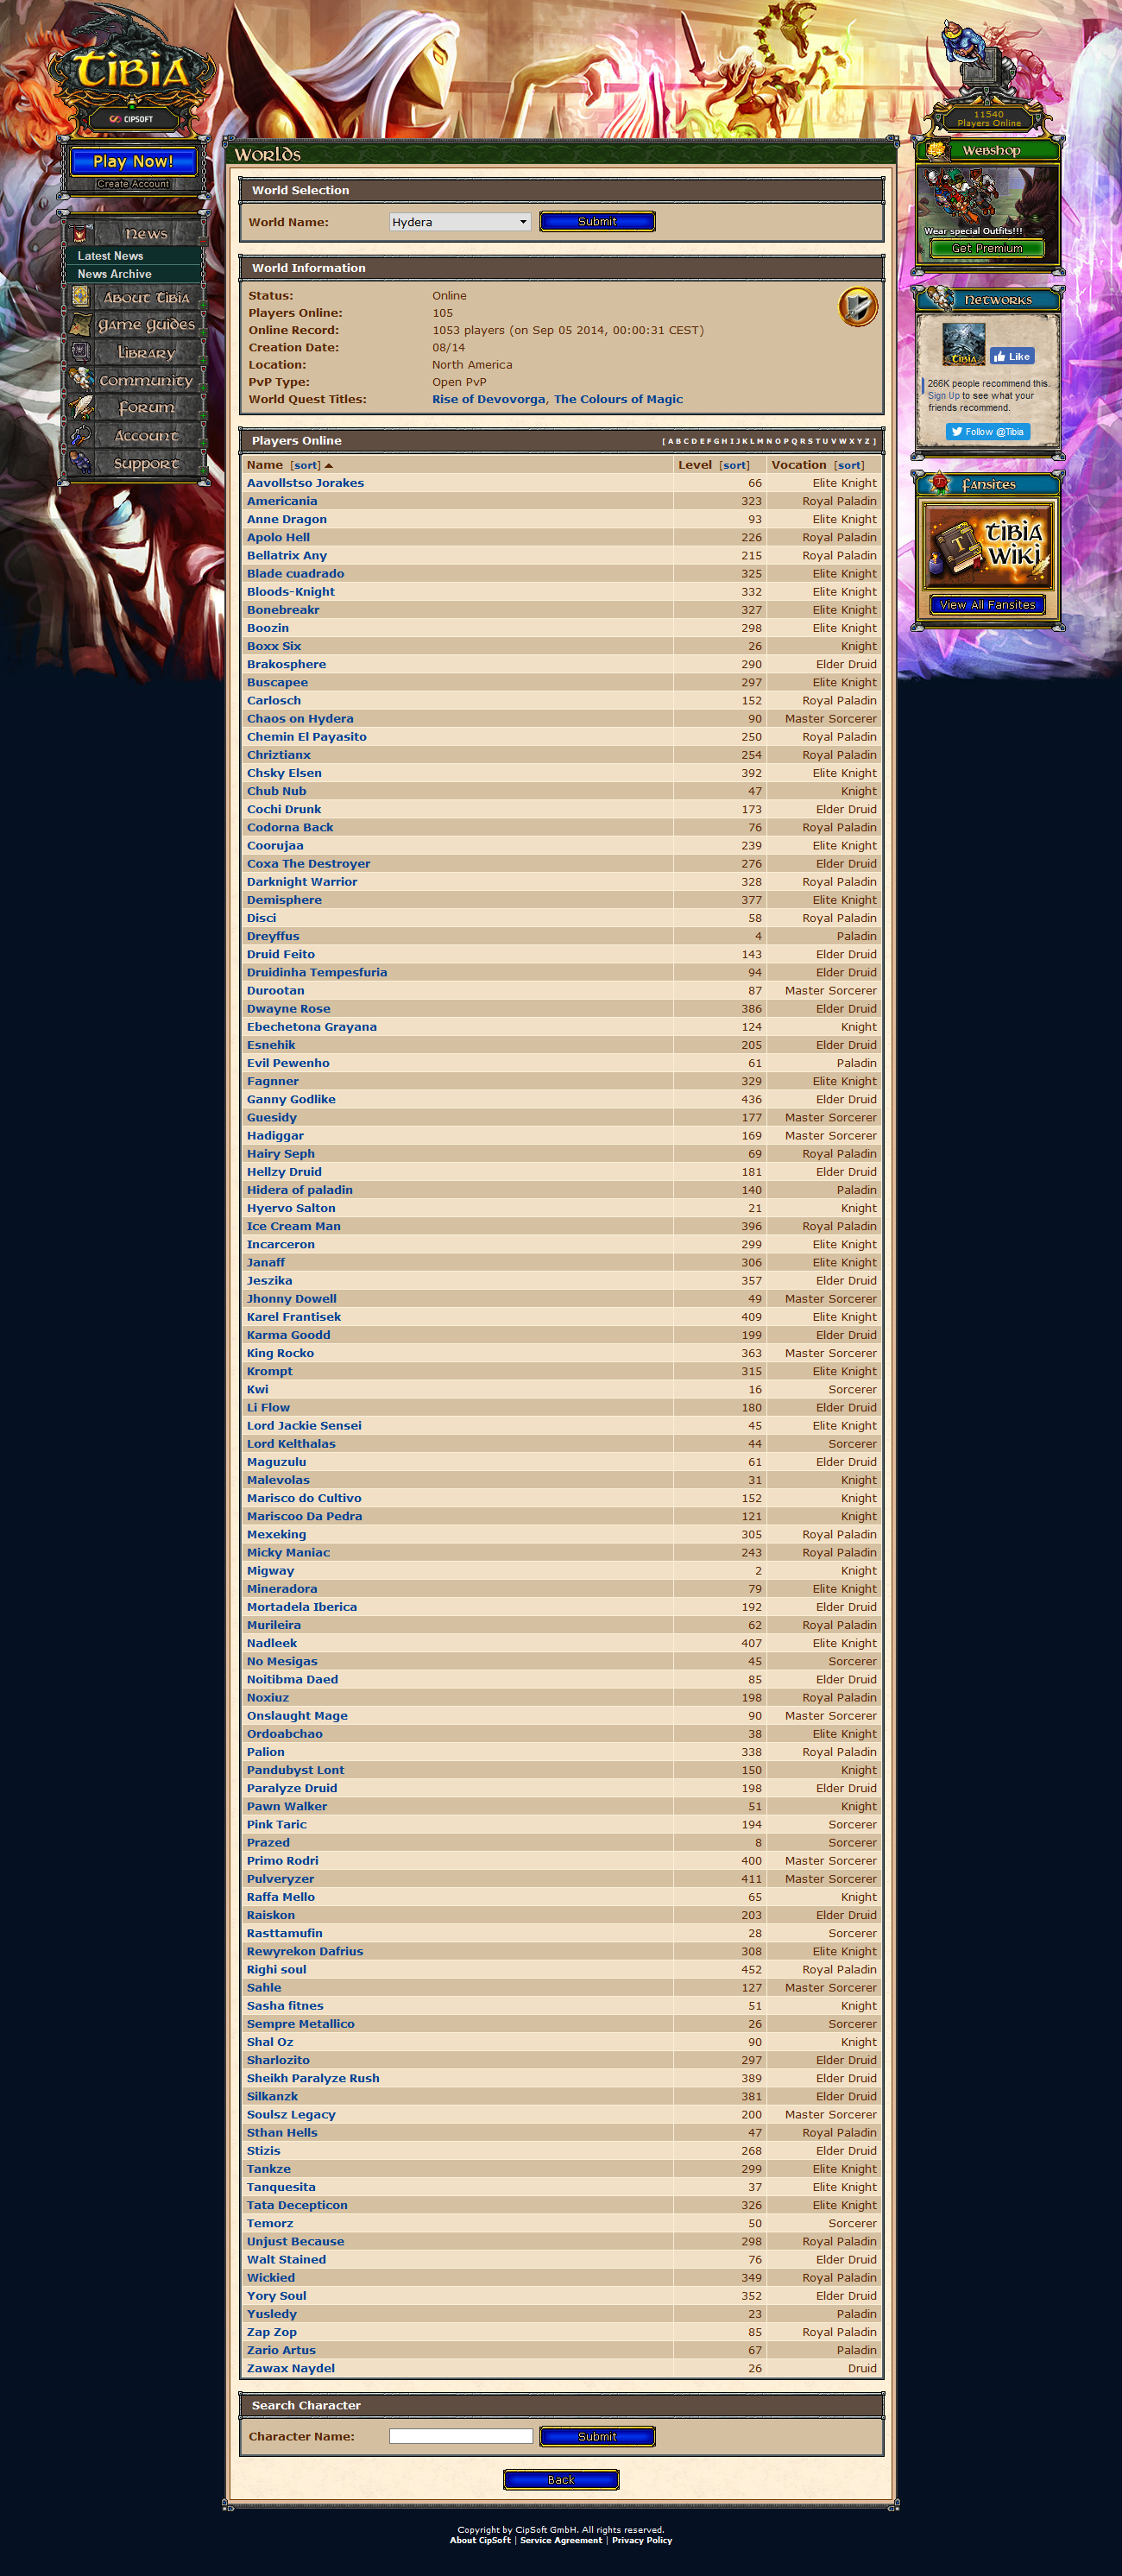 TIBIA
CIPSOFT
11540
Players Online
Play Now!
Create Account
News
Latest News
News Archive
About Tibia
Game Guides
Library
Community
Forum
Account
Support
Worlds
World Selection
World Name: Hydera Submit
World Information
Status: Online
Players Online: 105
Online Record: 1053 players (on Sep 05 2014, 00:00:31 CEST)
Creation Date: 08/14
Location: North America
PvP Type: Open PvP
World Quest Titles: Rise of Devovorga, The Colours of Magic
Players Online [ A B C D E F G H I J K L M N O P Q R S T U V W X Y Z ]
Name [sort] Level [sort] Vocation [sort]
Aavollstso Jorakes 66 Elite Knight
Americania 323 Royal Paladin
Anne Dragon 93 Elite Knight
Apolo Hell 226 Royal Paladin
Bellatrix Any 215 Royal Paladin
Blade cuadrado 325 Elite Knight
Bloods-Knight 332 Elite Knight
Bonebreakr 327 Elite Knight
Boozin 298 Elite Knight
Boxx Six 26 Knight
Brakosphere 290 Elder Druid
Buscapee 297 Elite Knight
Carlosch 152 Royal Paladin
Chaos on Hydera 90 Master Sorcerer
Chemin El Payasito 250 Royal Paladin
Chriztianx 254 Royal Paladin
Chsky Elsen 392 Elite Knight
Chub Nub 47 Knight
Cochi Drunk 173 Elder Druid
Codorna Back 76 Royal Paladin
Coorujaa 239 Elite Knight
Coxa The Destroyer 276 Elder Druid
Darknight Warrior 328 Royal Paladin
Demisphere 377 Elite Knight
Disci 58 Royal Paladin
Dreyffus 4 Paladin
Druid Feito 143 Elder Druid
Druidinha Tempesfuria 94 Elder Druid
Durootan 87 Master Sorcerer
Dwayne Rose 386 Elder Druid
Ebechetona Grayana 124 Knight
Esnehik 205 Elder Druid
Evil Pewenho 61 Paladin
Fagnner 329 Elite Knight
Ganny Godlike 436 Elder Druid
Guesidy 177 Master Sorcerer
Hadiggar 169 Master Sorcerer
Hairy Seph 69 Royal Paladin
Hellzy Druid 181 Elder Druid
Hidera of paladin 140 Paladin
Hyervo Salton 21 Knight
Ice Cream Man 396 Royal Paladin
Incarceron 299 Elite Knight
Janaff 306 Elite Knight
Jeszika 357 Elder Druid
Jhonny Dowell 49 Master Sorcerer
Karel Frantisek 409 Elite Knight
Karma Goodd 199 Elder Druid
King Rocko 363 Master Sorcerer
Krompt 315 Elite Knight
Kwi 16 Sorcerer
Li Flow 180 Elder Druid
Lord Jackie Sensei 45 Elite Knight
Lord Kelthalas 44 Sorcerer
Maguzulu 61 Elder Druid
Malevolas 31 Knight
Marisco do Cultivo 152 Knight
Mariscoo Da Pedra 121 Knight
Mexeking 305 Royal Paladin
Micky Maniac 243 Royal Paladin
Migway 2 Knight
Mineradora 79 Elite Knight
Mortadela Iberica 192 Elder Druid
Murileira 62 Royal Paladin
Nadleek 407 Elite Knight
No Mesigas 45 Sorcerer
Noitibma Daed 85 Elder Druid
Noxiuz 198 Royal Paladin
Onslaught Mage 90 Master Sorcerer
Ordoabchao 38 Elite Knight
Palion 338 Royal Paladin
Pandubyst Lont 150 Knight
Paralyze Druid 198 Elder Druid
Pawn Walker 51 Knight
Pink Taric 194 Sorcerer
Prazed 8 Sorcerer
Primo Rodri 400 Master Sorcerer
Pulveryzer 411 Master Sorcerer
Raffa Mello 65 Knight
Raiskon 203 Elder Druid
Rasttamufin 28 Sorcerer
Rewyrekon Dafrius 308 Elite Knight
Righi soul 452 Royal Paladin
Sahle 127 Master Sorcerer
Sasha fitnes 51 Knight
Sempre Metallico 26 Sorcerer
Shal Oz 90 Knight
Sharlozito 297 Elder Druid
Sheikh Paralyze Rush 389 Elder Druid
Silkanzk 381 Elder Druid
Soulsz Legacy 200 Master Sorcerer
Sthan Hells 47 Royal Paladin
Stizis 268 Elder Druid
Tankze 299 Elite Knight
Tanquesita 37 Elite Knight
Tata Decepticon 326 Elite Knight
Temorz 50 Sorcerer
Unjust Because 298 Royal Paladin
Walt Stained 76 Elder Druid
Wickied 349 Royal Paladin
Yory Soul 352 Elder Druid
Yusledy 23 Paladin
Zap Zop 85 Royal Paladin
Zario Artus 67 Paladin
Zawax Naydel 26 Druid
Search Character
Character Name: Submit
Back
Webshop
Wear special Outfits!!!
Get Premium
Networks
TIBIA
Like
266K people recommend this.
Sign Up to see what your
friends recommend.
Follow @Tibia
Fansites
TIBIA
WIKI
View All Fansites
Copyright by CipSoft GmbH. All rights reserved.
About CipSoft | Service Agreement | Privacy Policy